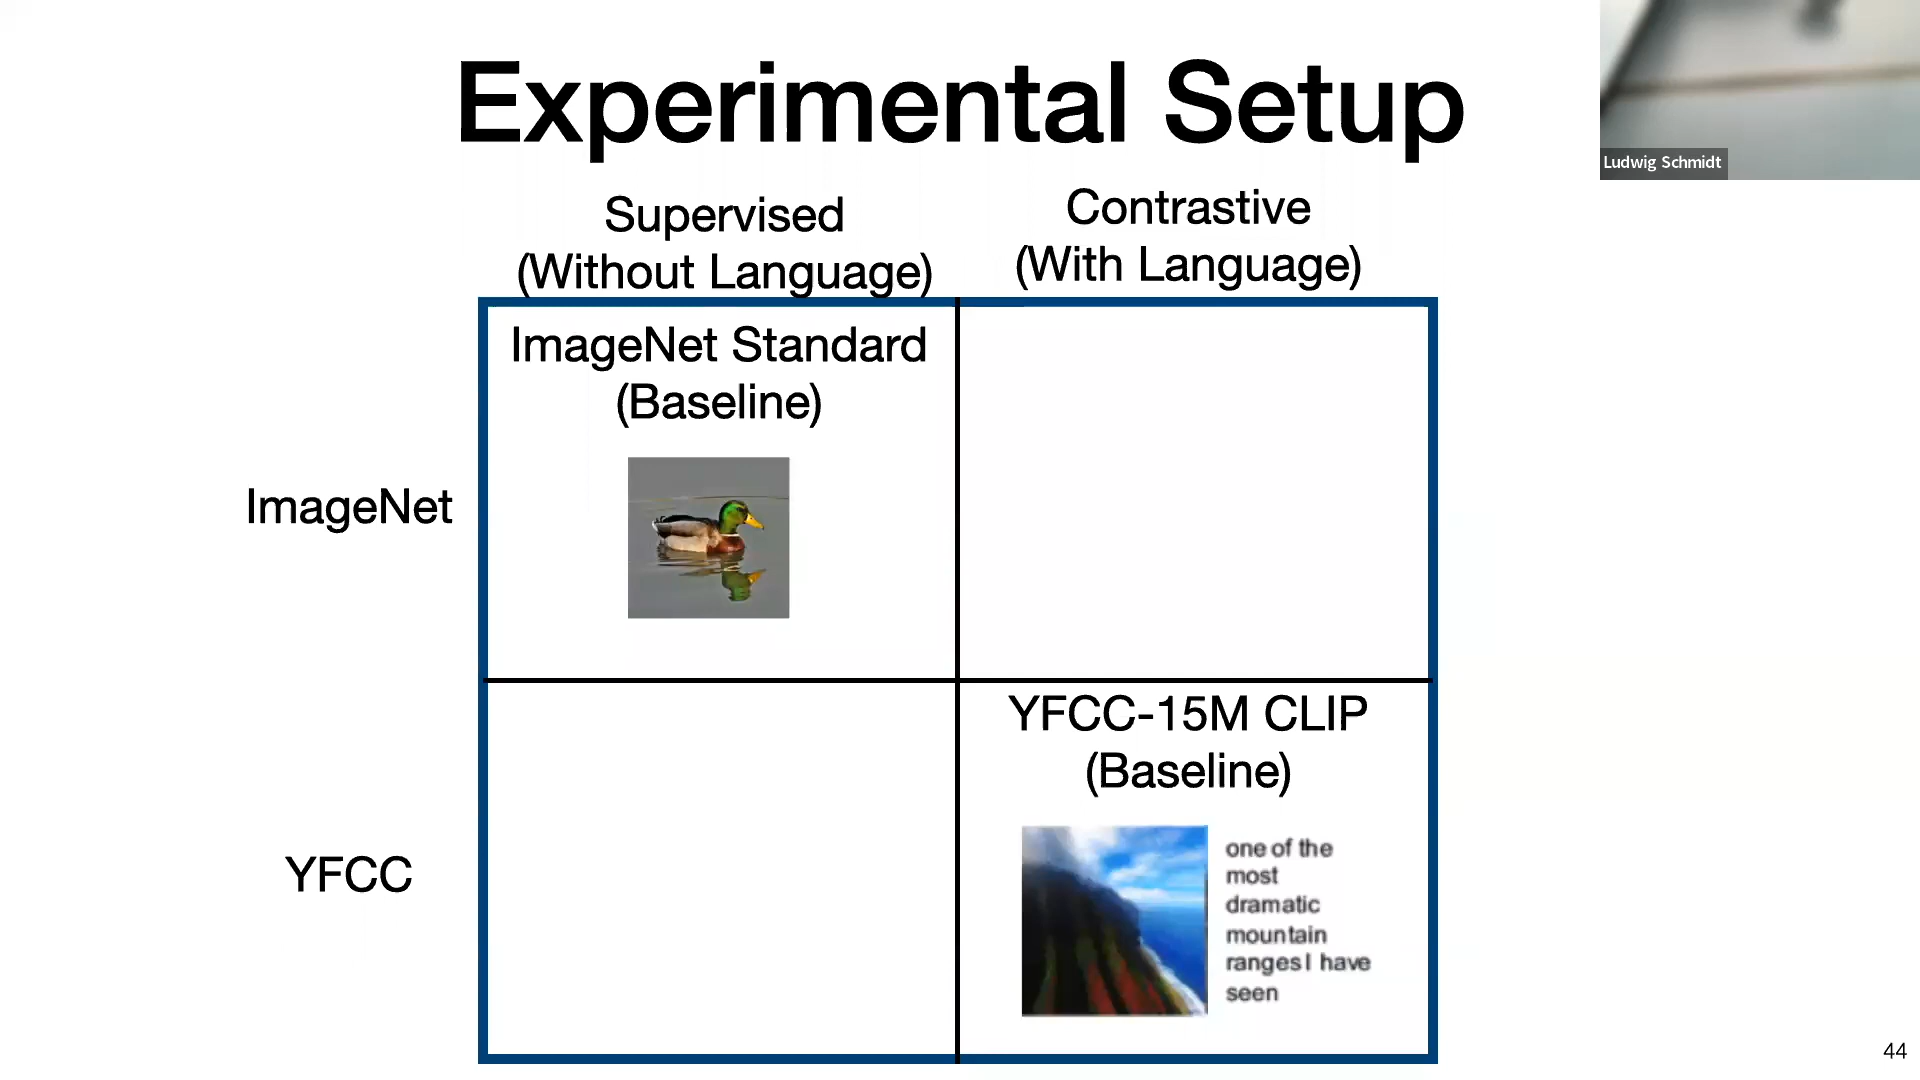 Experimental Setup
Ludwig Schmidt
Supervised
(Without Language)
Contrastive
(With Language)
ImageNet Standard
(Baseline)
ImageNet
YFCC-15M CLIP
(Baseline)
YFCC
one of the
most
dramatic
mountain
ranges I have
seen
44